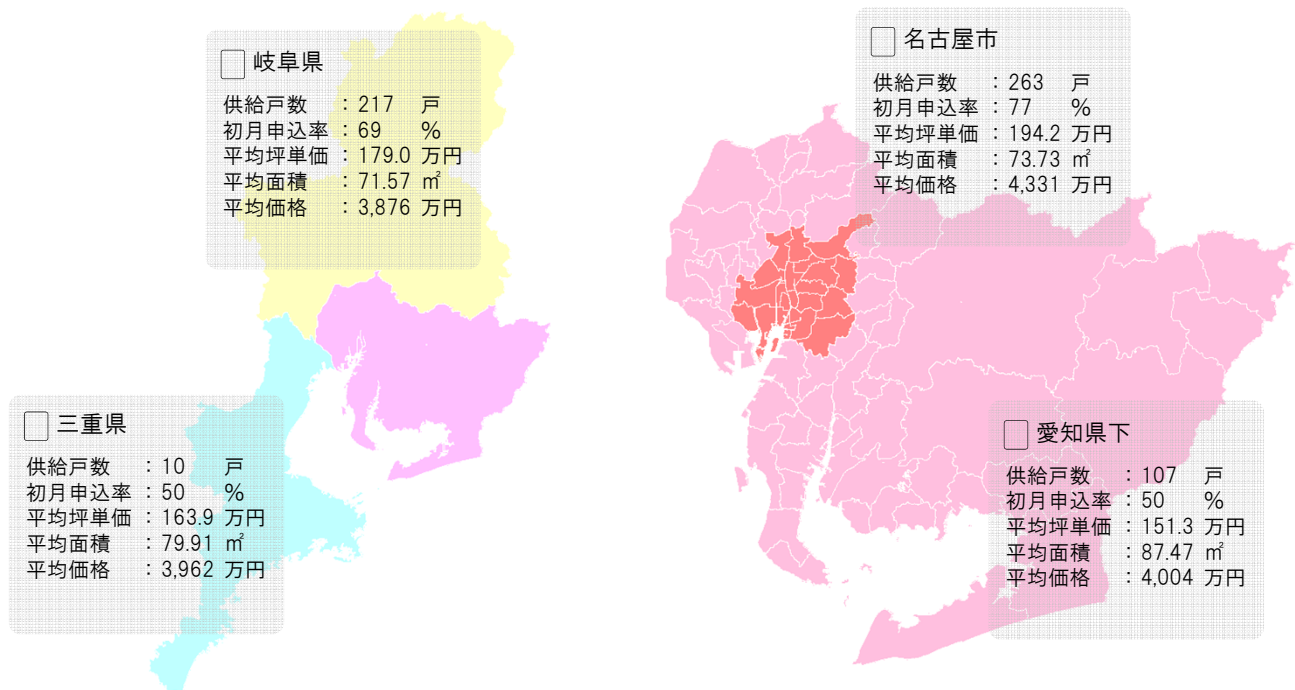 岐阜県
供給戸数 : 217 戸
初月申込率 : 69 %
平均坪単価 : 179.0 万円
平均面積 : 71.57 ㎡
平均価格 : 3,876 万円
三重県
供給戸数 : 10 戸
初月申込率 : 50 %
平均坪単価 : 163.9 万円
平均面積 : 79.91 ㎡
平均価格 : 3,962 万円
名古屋市
供給戸数 : 263 戸
初月申込率 : 77 %
平均坪単価 : 194.2 万円
平均面積 : 73.73 ㎡
平均価格 : 4,331 万円
愛知県下
供給戸数 : 107 戸
初月申込率 : 50 %
平均坪単価 : 151.3 万円
平均面積 : 87.47 ㎡
平均価格 : 4,004 万円